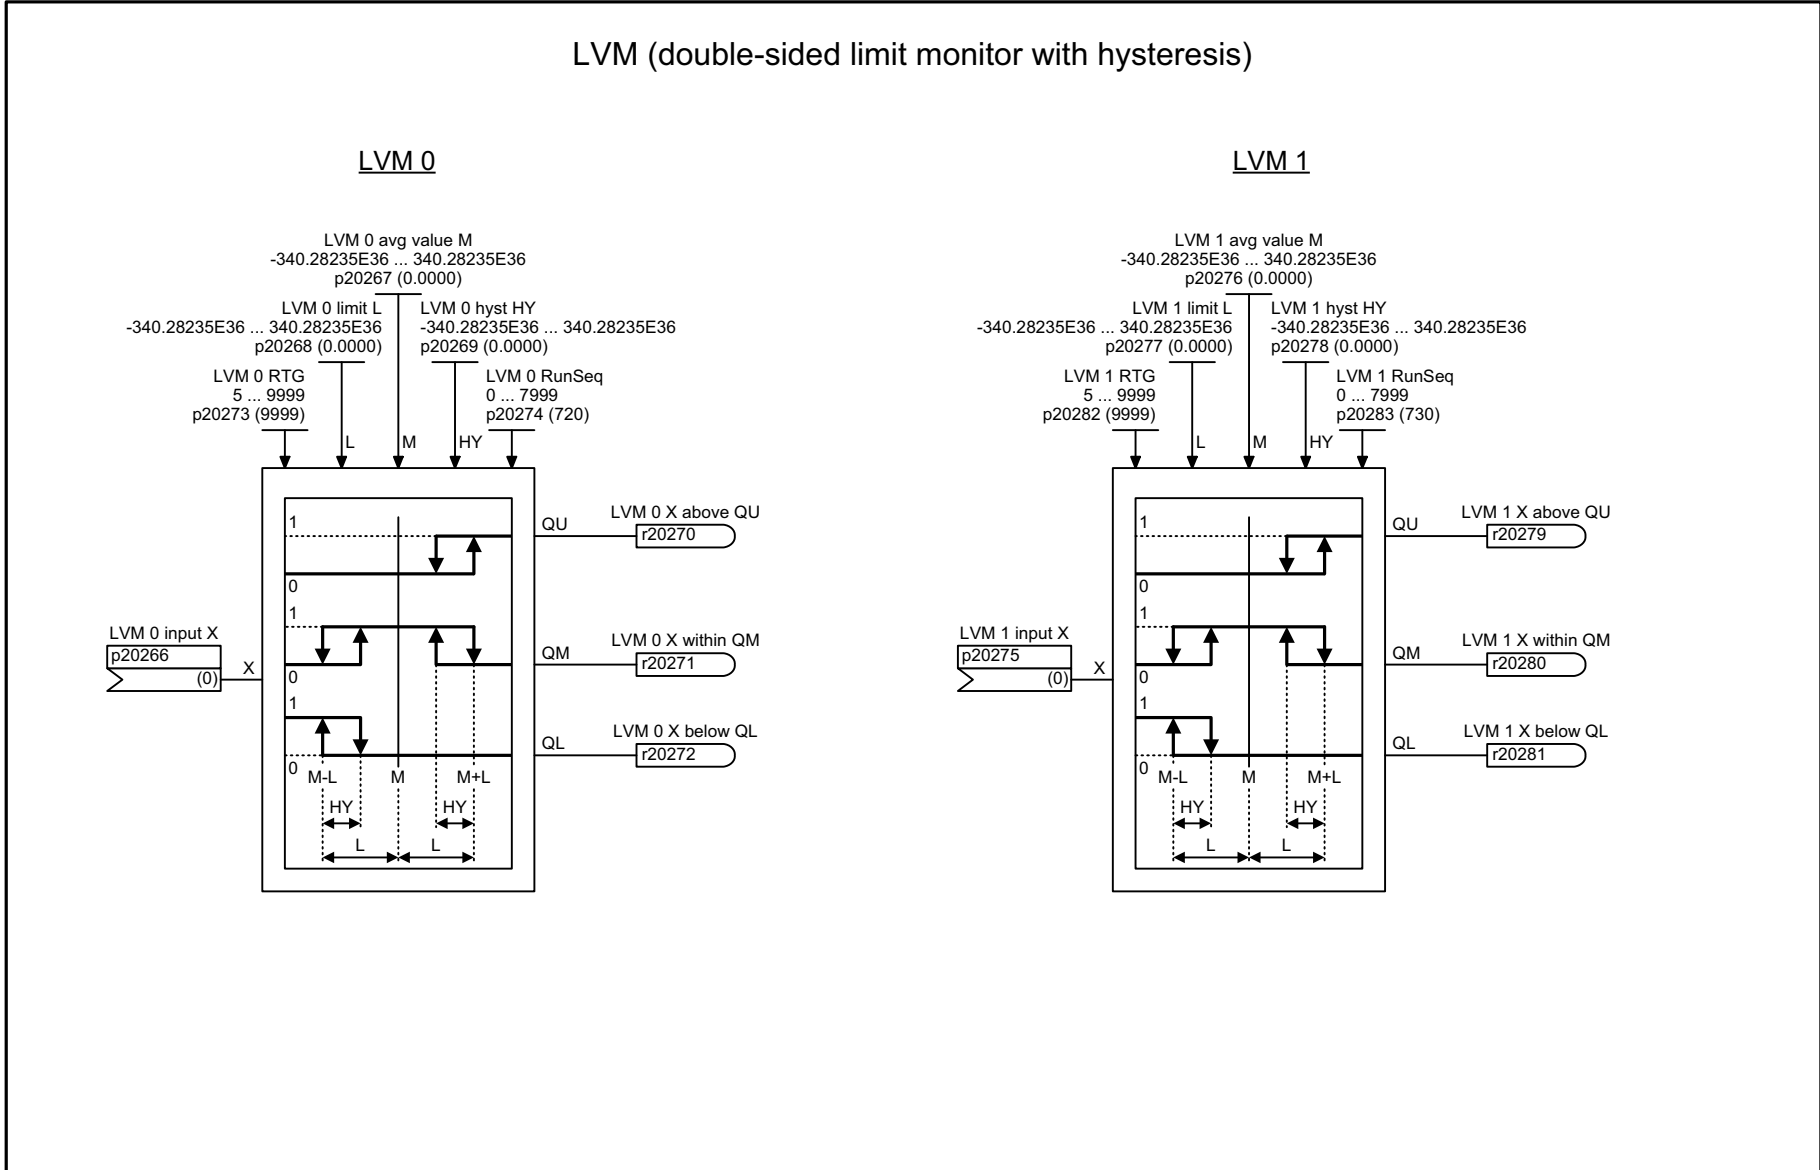 LVM (double-sided limit monitor with hysteresis)
LVM 0
LVM 0 avg value M
-340.28235E36 ... 340.28235E36
p20267 (0.0000)
LVM 0 limit L
-340.28235E36 ... 340.28235E36
p20268 (0.0000)
LVM 0 hyst HY
-340.28235E36 ... 340.28235E36
p20269 (0.0000)
LVM 0 RTG
5 ... 9999
p20273 (9999)
LVM 0 RunSeq
0 ... 7999
p20274 (720)
L
M
HY
LVM 0 input X
p20266
(0)
X
1
0
1
0
1
0
M-L
M
M+L
HY
HY
L
L
QU
LVM 0 X above QU
r20270
QM
LVM 0 X within QM
r20271
QL
LVM 0 X below QL
r20272
LVM 1
LVM 1 avg value M
-340.28235E36 ... 340.28235E36
p20276 (0.0000)
LVM 1 limit L
-340.28235E36 ... 340.28235E36
p20277 (0.0000)
LVM 1 hyst HY
-340.28235E36 ... 340.28235E36
p20278 (0.0000)
LVM 1 RTG
5 ... 9999
p20282 (9999)
LVM 1 RunSeq
0 ... 7999
p20283 (730)
L
M
HY
LVM 1 input X
p20275
(0)
X
1
0
1
0
1
0
M-L
M
M+L
HY
HY
L
L
QU
LVM 1 X above QU
r20279
QM
LVM 1 X within QM
r20280
QL
LVM 1 X below QL
r20281